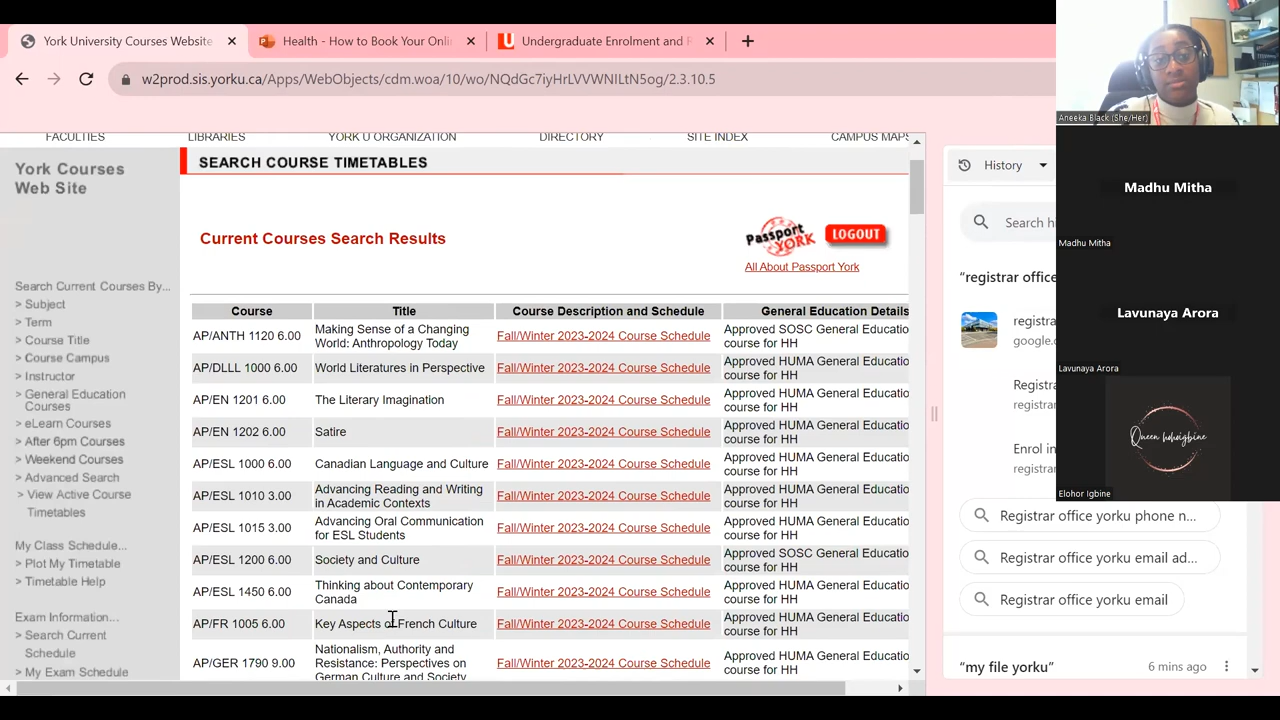 York University Courses Website
Health - How to Book Your Onli
Undergraduate Enrolment and F
w2prod.sis.yorku.ca/Apps/WebObjects/cdm.woa/10/wo/NQdGc7iyHrLVVWNILtN5og/2.3.10.5
FACULTIES LIBRARIES YORK U ORGANIZATION DIRECTORY SITE INDEX CAMPUS MAPS
York Courses
Web Site
Search Current Courses By...
> Subject
> Term
> Course Title
> Course Campus
> Instructor
> General Education
Courses
> eLearn Courses
> After 6pm Courses
> Weekend Courses
> Advanced Search
> View Active Course
Timetables
My Class Schedule...
> Plot My Timetable
> Timetable Help
Exam Information...
> Search Current
Schedule
> My Exam Schedule
SEARCH COURSE TIMETABLES
Current Courses Search Results
Passport
YORK
LOGOUT
All About Passport York
Course Title Course Description and Schedule General Education Details
AP/ANTH 1120 6.00
Making Sense of a Changing
World: Anthropology Today
Fall/Winter 2023-2024 Course Schedule
Approved SOSC General Educatio
course for HH
AP/DLLL 1000 6.00
World Literatures in Perspective
Fall/Winter 2023-2024 Course Schedule
Approved HUMA General Educatio
course for HH
AP/EN 1201 6.00
The Literary Imagination
Fall/Winter 2023-2024 Course Schedule
Approved HUMA General Educatio
course for HH
AP/EN 1202 6.00
Satire
Fall/Winter 2023-2024 Course Schedule
Approved HUMA General Educatio
course for HH
AP/ESL 1000 6.00
Canadian Language and Culture
Fall/Winter 2023-2024 Course Schedule
Approved HUMA General Educatio
course for HH
AP/ESL 1010 3.00
Advancing Reading and Writing
in Academic Contexts
Fall/Winter 2023-2024 Course Schedule
Approved HUMA General Educatio
course for HH
AP/ESL 1015 3.00
Advancing Oral Communication
for ESL Students
Fall/Winter 2023-2024 Course Schedule
Approved HUMA General Educatio
course for HH
AP/ESL 1200 6.00
Society and Culture
Fall/Winter 2023-2024 Course Schedule
Approved SOSC General Educatio
course for HH
AP/ESL 1450 6.00
Thinking about Contemporary
Canada
Fall/Winter 2023-2024 Course Schedule
Approved HUMA General Educatio
course for HH
AP/FR 1005 6.00
Key Aspects of French Culture
Fall/Winter 2023-2024 Course Schedule
Approved HUMA General Educatio
course for HH
AP/GER 1790 9.00
Nationalism, Authority and
Resistance: Perspectives on
German Culture and Society
Fall/Winter 2023-2024 Course Schedule
Approved HUMA General Educatio
course for HH
History
Search hi
"registrar office
registra
google.c
Registra
registrar
Enrol in
registrar
Registrar office yorku phone n...
Registrar office yorku email ad...
Registrar office yorku email
"my file yorku" 6 mins ago
Aneeka Black (She/Her)
Madhu Mitha
Madhu Mitha
Lavunaya Arora
Lavunaya Arora
Queen hohoigbine
Elohor Igbine